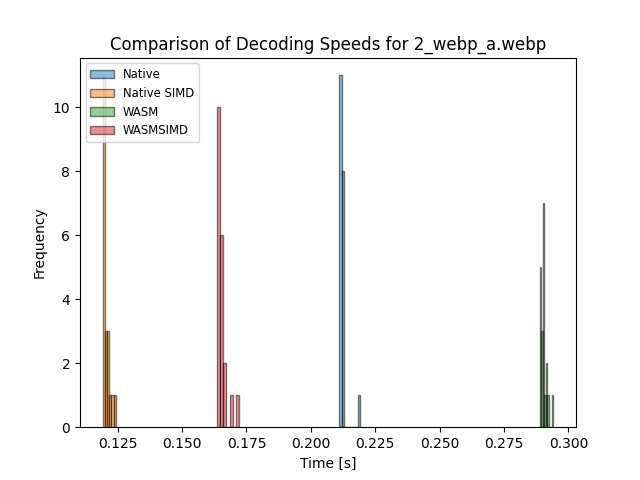 Comparison of Decoding Speeds for 2_webp_a.webp
Native
Native SIMD
WASM
WASMSIMD
10
8
6
4
2
0
Frequency
0.125 0.150 0.175 0.200 0.225 0.250 0.275 0.300
Time [s]